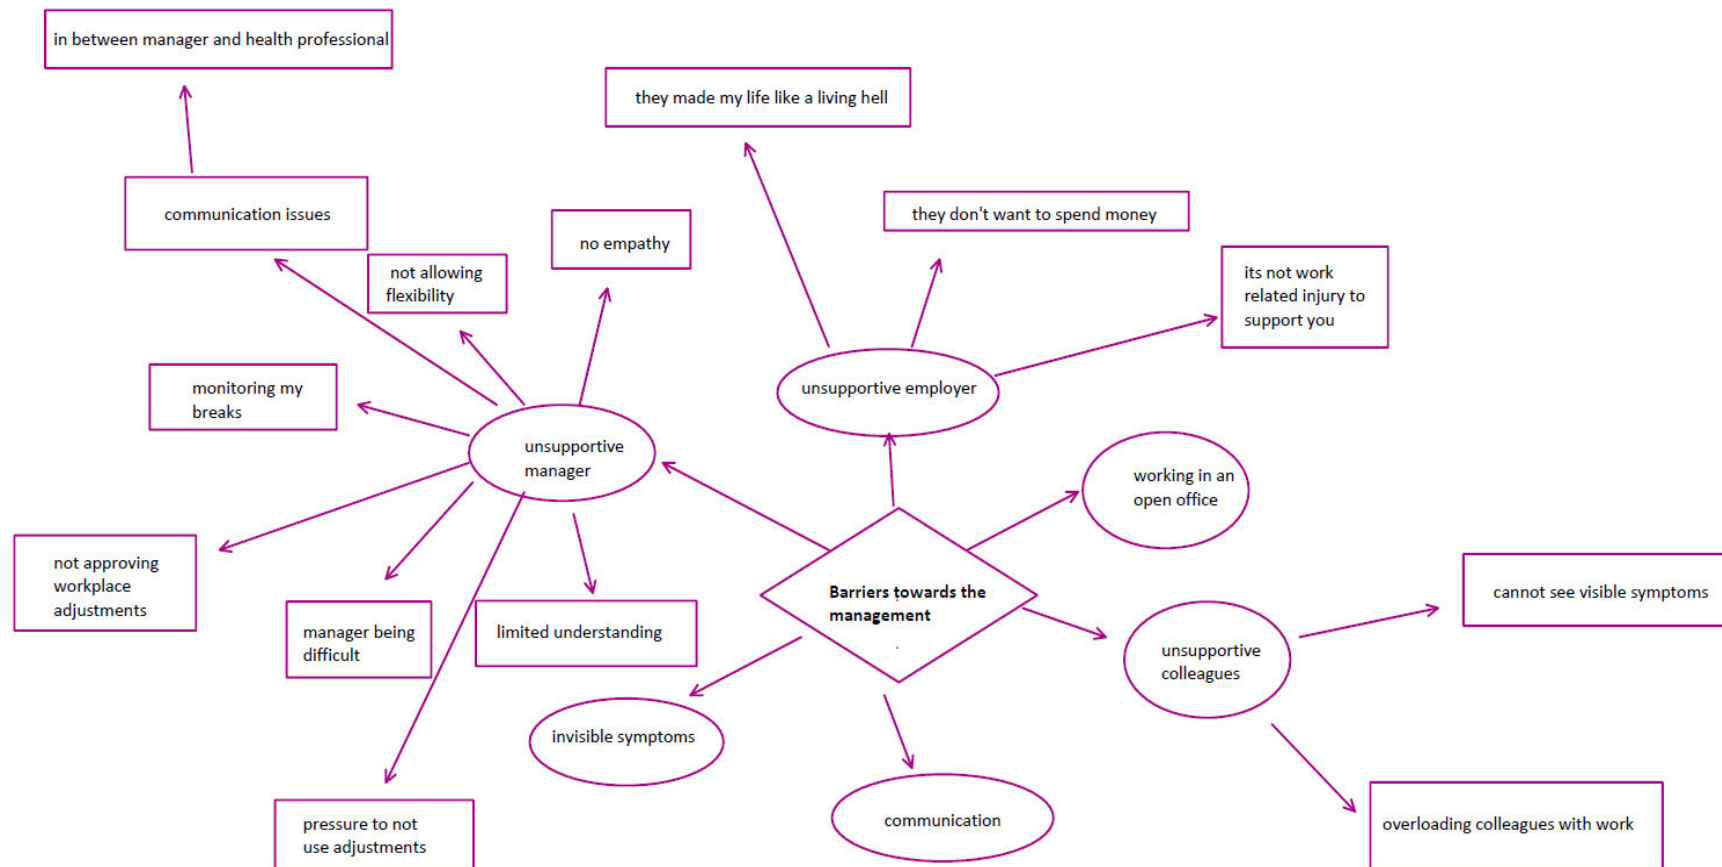 in between manager and health professional
they made my life like a living hell
communication issues
they don't want to spend money
no empathy
not allowing
flexibility
its not work
related injury to
support you
monitoring my
breaks
unsupportive employer
unsupportive
manager
working in an
open office
not approving
workplace
adjustments
Barriers towards the
management
cannot see visible symptoms
manager being
difficult
limited understanding
unsupportive
colleagues
invisible symptoms
communication
pressure to not
use adjustments
overloading colleagues with work